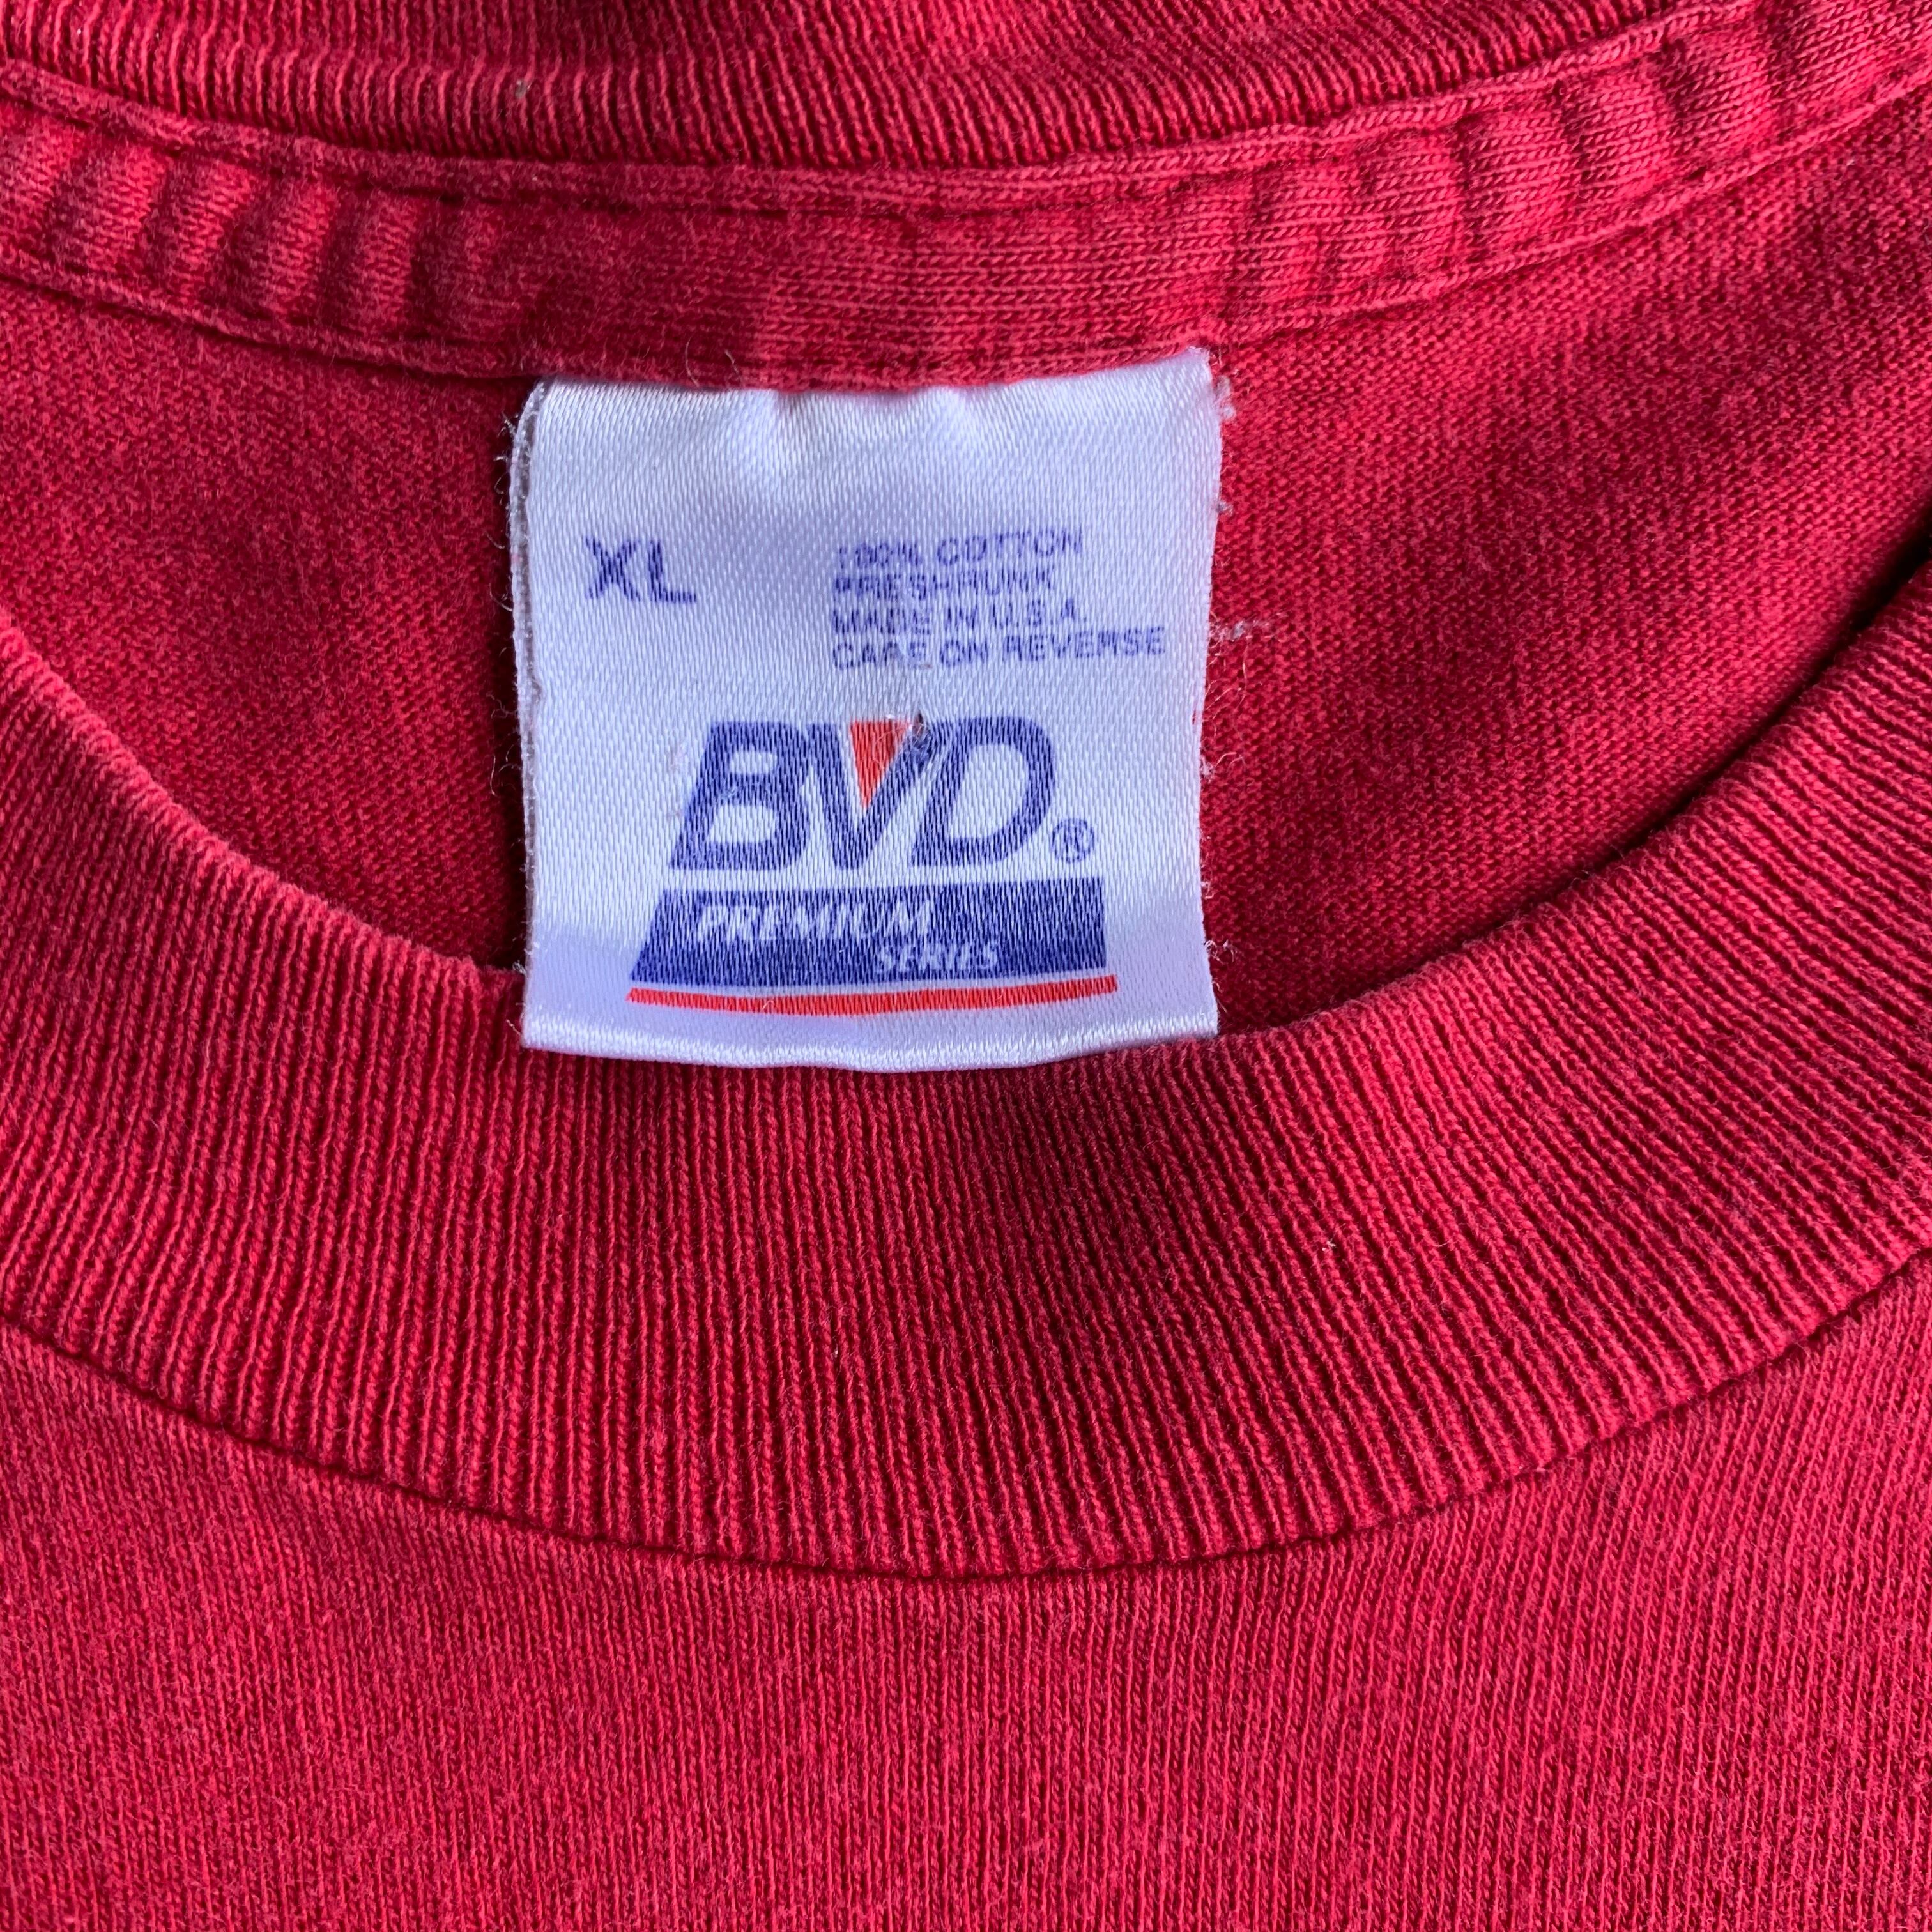 XL
100% COTTON
PRESHRUNK
MADE IN U.S.A.
CARE ON REVERSE
BVD®
PREMIUM
SERIES